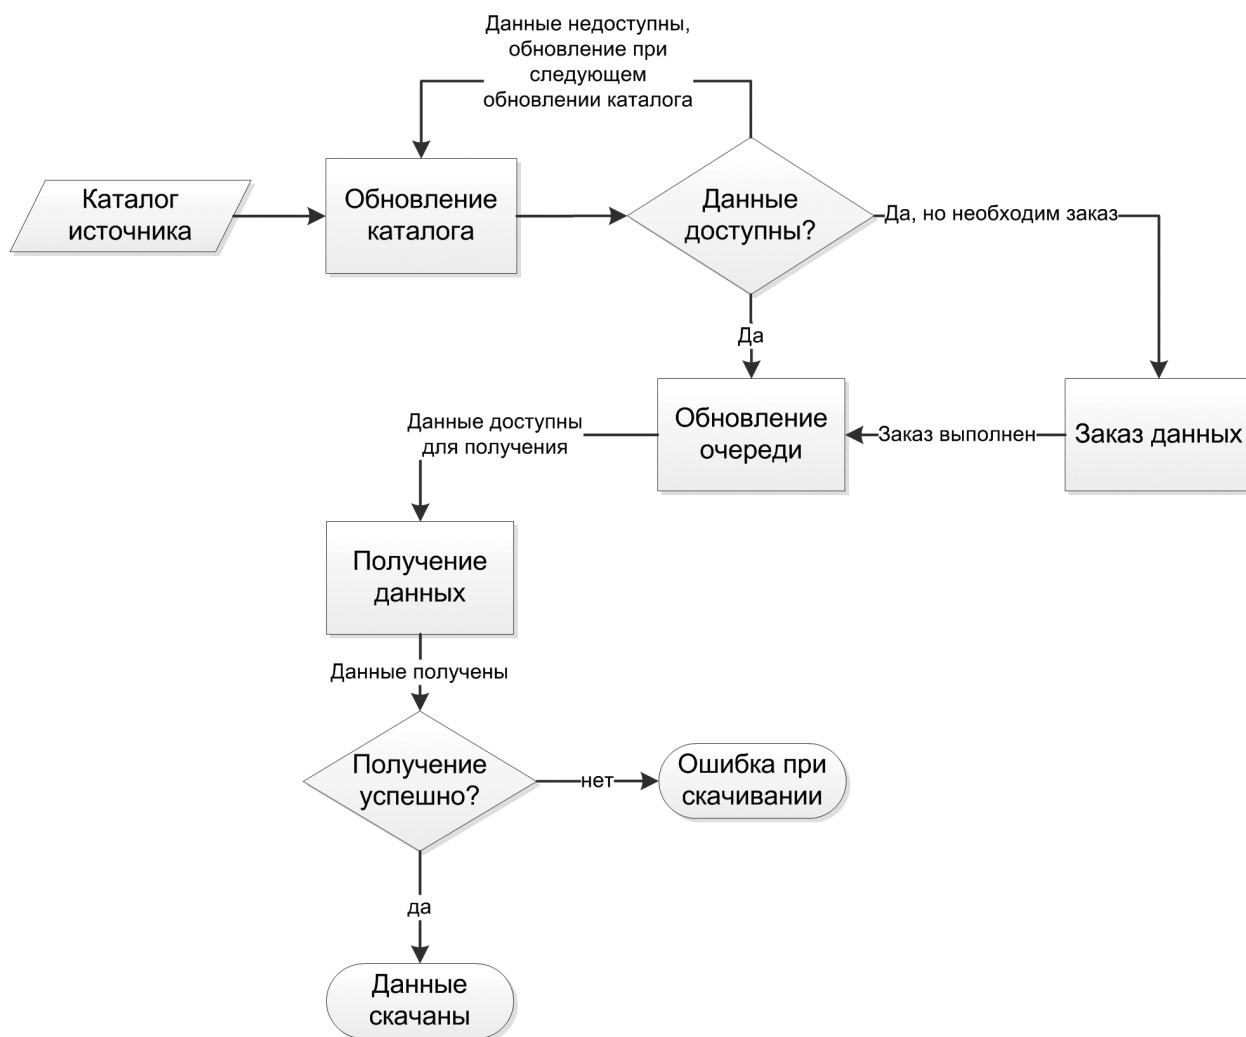 Данные недоступны,
обновление при
следующем
обновлении каталога
Каталог
источника
Обновление
каталога
Данные
доступны?
Да, но необходим заказ
Да
Данные доступны
для получения
Обновление
очереди
Заказ выполнен
Заказ данных
Получение
данных
Данные получены
Получение
успешно?
нет
Ошибка при
скачивании
да
Данные
скачаны